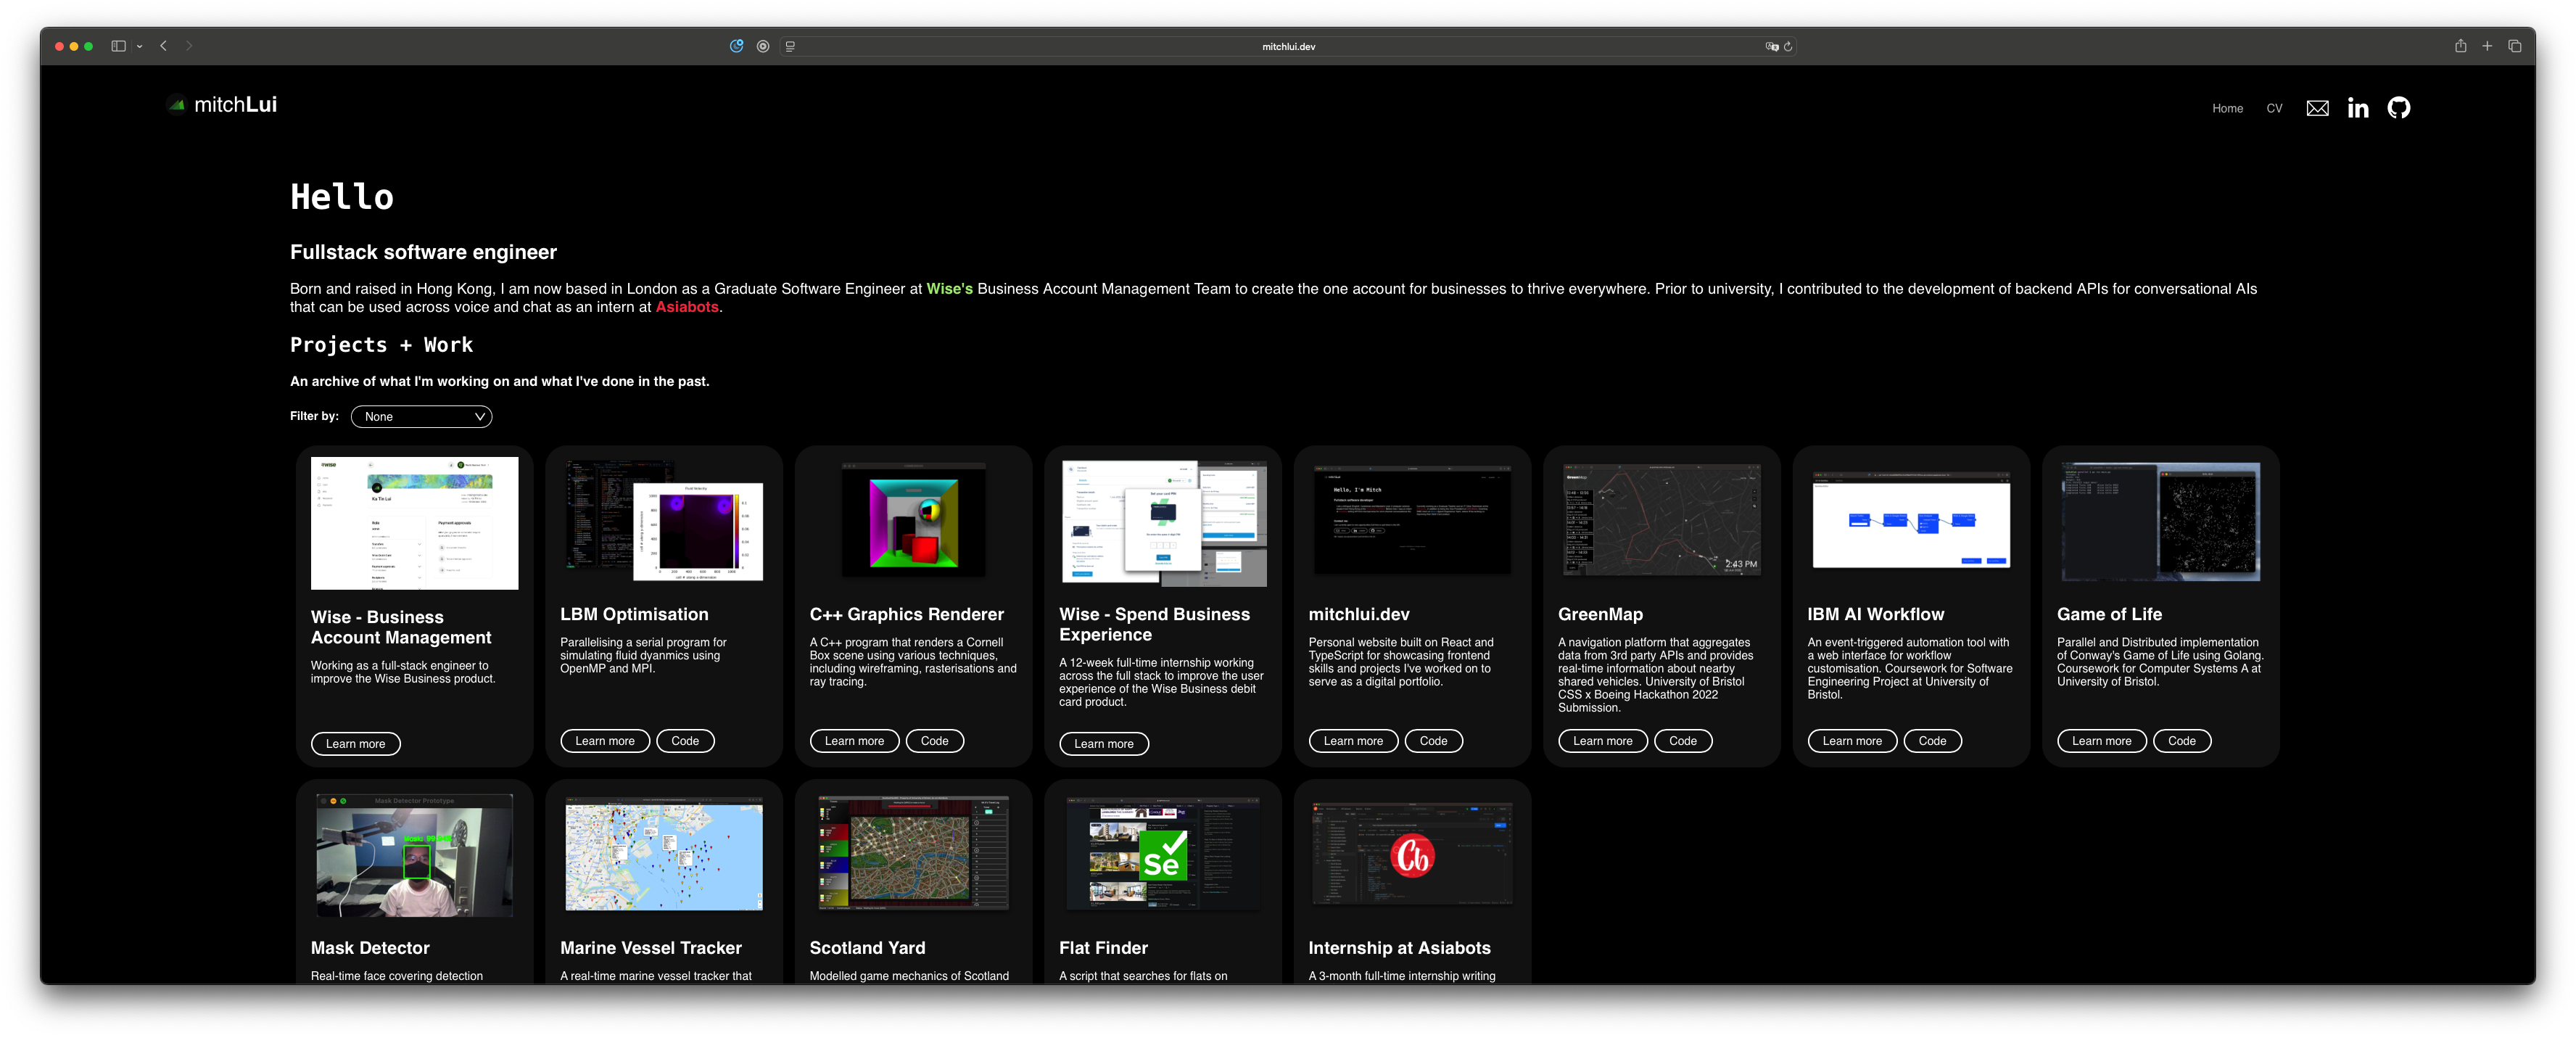 mitchlui.dev
mitchLui
Home
CV
Hello
Fullstack software engineer
Born and raised in Hong Kong, I am now based in London as a Graduate Software Engineer at Wise's Business Account Management Team to create the one account for businesses to thrive everywhere. Prior to university, I contributed to the development of backend APIs for conversational AIs
that can be used across voice and chat as an intern at Asiabots.
Projects + Work
An archive of what I'm working on and what I've done in the past.
Filter by:
None
Wise - Business
Account Management
Working as a full-stack engineer to
improve the Wise Business product.
Learn more
LBM Optimisation
Parallelising a serial program for
simulating fluid dyanmics using
OpenMP and MPI.
Learn more
Code
C++ Graphics Renderer
A C++ program that renders a Cornell
Box scene using various techniques,
including wireframing, rasterisations and
ray tracing.
Learn more
Code
Wise - Spend Business
Experience
A 12-week full-time internship working
across the full stack to improve the user
experience of the Wise Business debit
card product.
Learn more
Hello, I'm Mitch
mitchlui.dev
Personal website built on React and
TypeScript for showcasing frontend
skills and projects I've worked on to
serve as a digital portfolio.
Learn more
Code
2:43 PM
GreenMap
A navigation platform that aggregates
data from 3rd party APIs and provides
real-time information about nearby
shared vehicles. University of Bristol
CSS x Boeing Hackathon 2022
Submission.
Learn more
Code
IBM AI Workflow
An event-triggered automation tool with
a web interface for workflow
customisation. Coursework for Software
Engineering Project at University of
Bristol.
Learn more
Code
Game of Life
Parallel and Distributed implementation
of Conway's Game of Life using Golang.
Coursework for Computer Systems A at
University of Bristol.
Learn more
Code
Mask Detector Prototype
Mask Detector
Real-time face covering detection
Marine Vessel Tracker
A real-time marine vessel tracker that
Scotland Yard
Modelled game mechanics of Scotland
Se
Flat Finder
A script that searches for flats on
Cb
Internship at Asiabots
A 3-month full-time internship writing